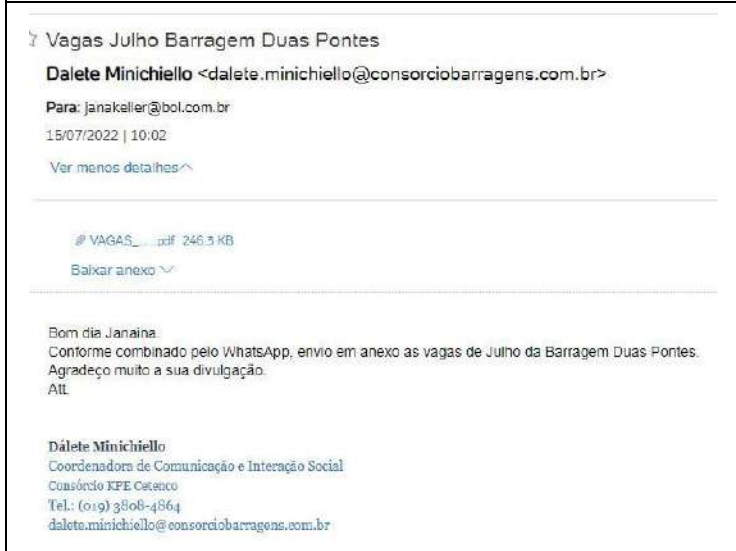 Vagas Julho Barragem Duas Pontes
Dalete Minichiello <dalete.minichiello@consorciobarragens.com.br>
Para: janakeller@bol.com.br
15/07/2022 | 10:02
Ver menos detalhes
VAGAS_.....pdf 246.3 KB
Baixar anexo
Bom dia Janaina.
Conforme combinado pelo WhatsApp, envio em anexo as vagas de Julho da Barragem Duas Pontes.
Agradeço muito a sua divulgação.
Att.
Dálete Minichiello
Coordenadora de Comunicação e Interação Social
Consórcio KPE Cetenco
Tel.: (019) 3808-4864
dalete.minichiello@consorciobarragens.com.br